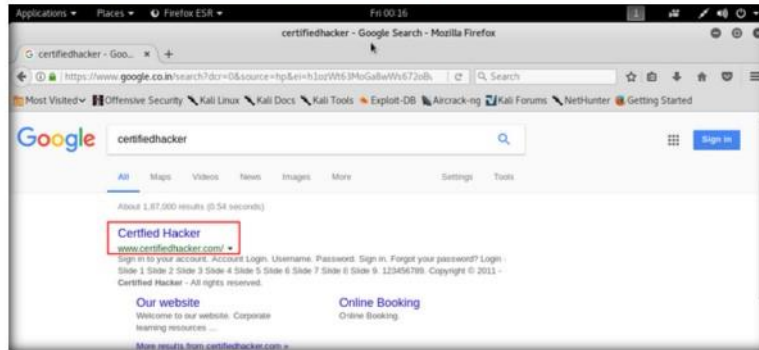 Applications Places Firefox ESR Fri 00:16 1
certifiedhacker - Google Search - Mozilla Firefox
G certifiedhacker - Goo...
https://www.google.co.in/search?dcr=0&source=hp&ei= Search
Most Visited Offensive Security Kali Linux Kali Docs Kali Tools Exploit-DB Aircrack-ng Kali Forums NetHunter Getting Started
Google certifiedhacker Sign in
All Maps Videos News Images More Settings Tools
About 1,87,000 results (0.54 seconds)
Certfied Hacker
www.certifiedhacker.com/
Sign in to your account. Account Login. Username. Password. Sign in. Forgot your password? Login
Slide 1 Slide 2 Slide 3 Slide 4 Slide 5 Slide 6 Slide 7 Slide 8 Slide 9. 123456789. Copyright © 2011 -
Certified Hacker - All rights reserved.
Our website Online Booking
Welcome to our website. Corporate Online Booking.
learning resources ...
More results from certifiedhacker.com »